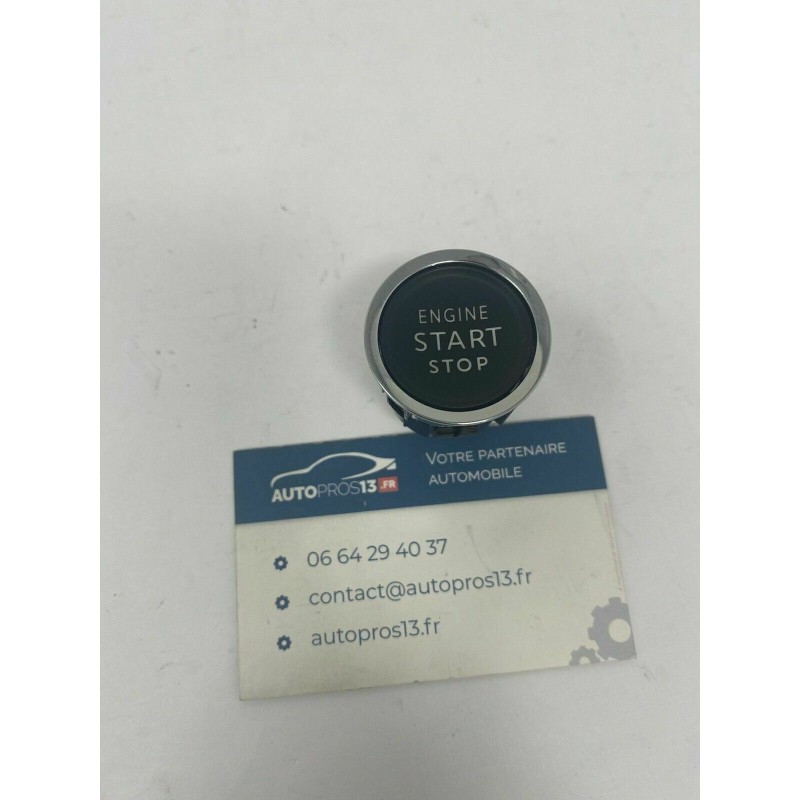 ENGINE
START
STOP
AUTOPROS13.FR
VOTRE PARTENAIRE
AUTOMOBILE
06 64 29 40 37
contact@autopros13.fr
autopros13.fr